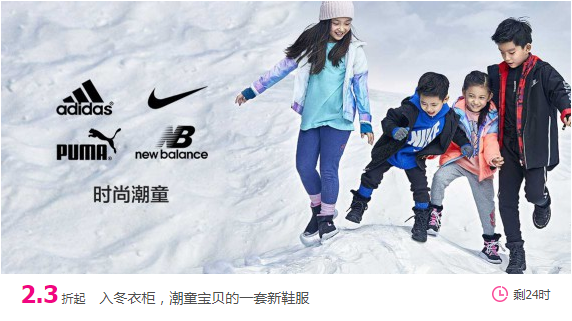 adidas
PUMA
NB
new balance
时尚潮童
NIKE
2.3折起 入冬衣柜，潮童宝贝的一套新鞋服
剩24时